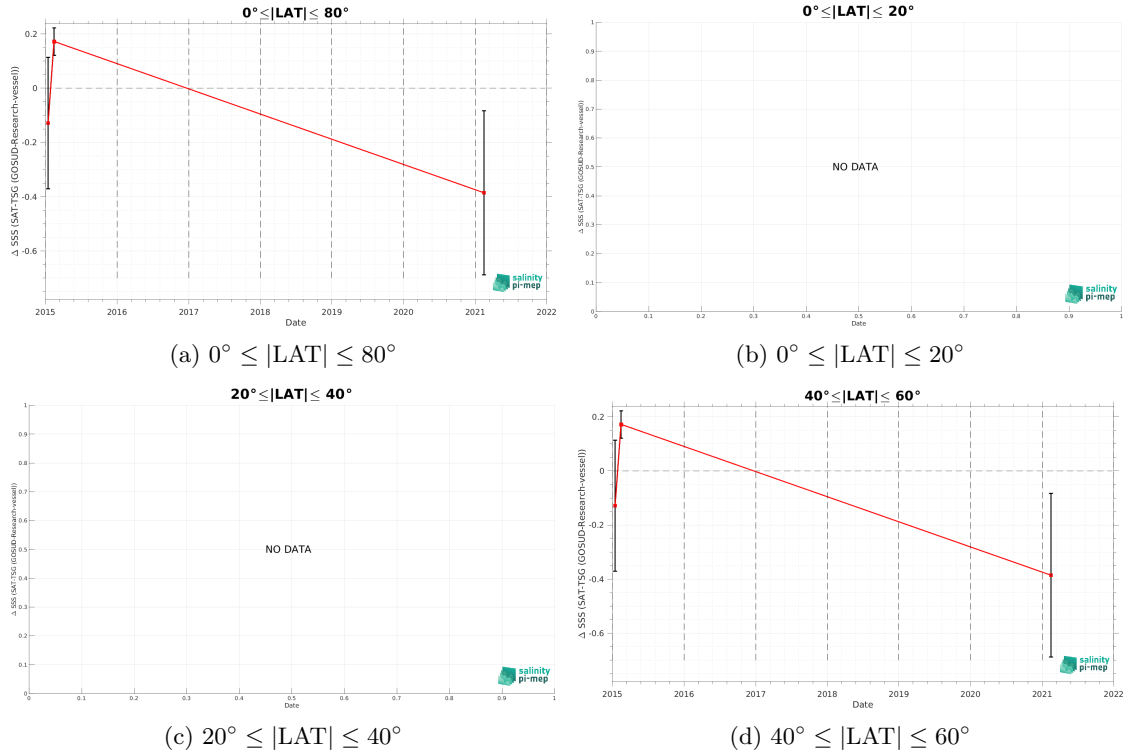 0°≤|LAT|≤ 80°
Δ SSS (SAT-TSG (GOSUD-Research-vessel))
0.2
0
-0.2
-0.4
-0.6
2015 2016 2017 2018 2019 2020 2021 2022
Date
salinity
pi-mep
(a) 0° ≤ |LAT| ≤ 80°
0°≤|LAT|≤ 20°
Δ SSS (SAT-TSG (GOSUD-Research-vessel))
1
0.9
0.8
0.7
0.6
0.5
0.4
0.3
0.2
0.1
0
NO DATA
0 0.1 0.2 0.3 0.4 0.5 0.6 0.7 0.8 0.9 1
Date
salinity
pi-mep
(b) 0° ≤ |LAT| ≤ 20°
20°≤|LAT|≤ 40°
Δ SSS (SAT-TSG (GOSUD-Research-vessel))
1
0.9
0.8
0.7
0.6
0.5
0.4
0.3
0.2
0.1
0
NO DATA
0 0.1 0.2 0.3 0.4 0.5 0.6 0.7 0.8 0.9 1
Date
salinity
pi-mep
(c) 20° ≤ |LAT| ≤ 40°
40°≤|LAT|≤ 60°
Δ SSS (SAT-TSG (GOSUD-Research-vessel))
0.2
0
-0.2
-0.4
-0.6
2015 2016 2017 2018 2019 2020 2021 2022
Date
salinity
pi-mep
(d) 40° ≤ |LAT| ≤ 60°